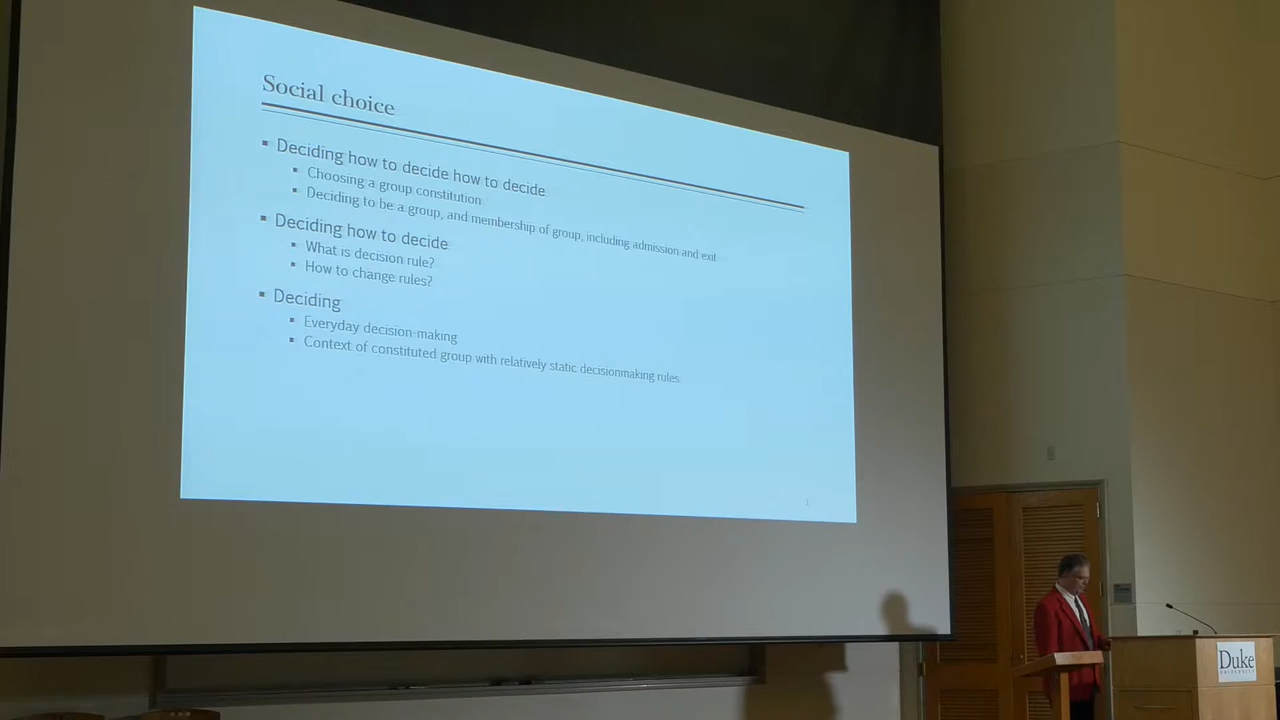 Social choice
Deciding how to decide how to decide
Choosing a group constitution
Deciding to be a group, and membership of group, including admission and exit
Deciding how to decide
What is decision rule?
How to change rules?
Deciding
Everyday decision-making
Context of constituted group with relatively static decisionmaking rules
Duke
UNIVERSITY